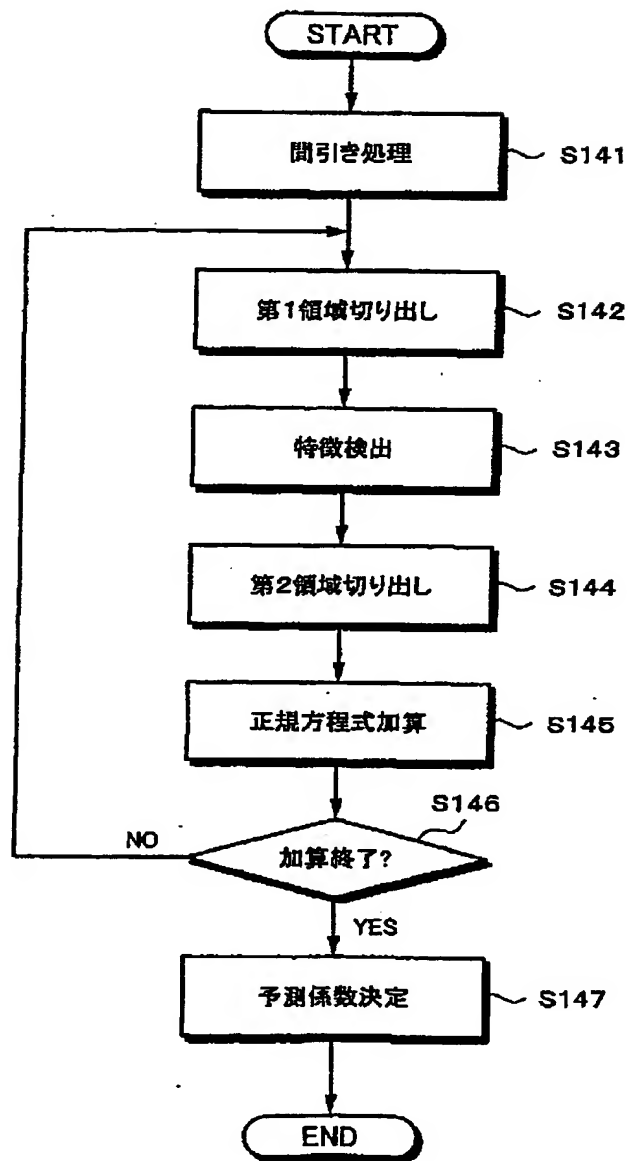 START
間引き処理
S141
第1領域切り出し
S142
特徴検出
S143
第2領域切り出し
S144
正規方程式加算
S145
S146
NO
加算終了?
YES
予測係数決定
S147
END